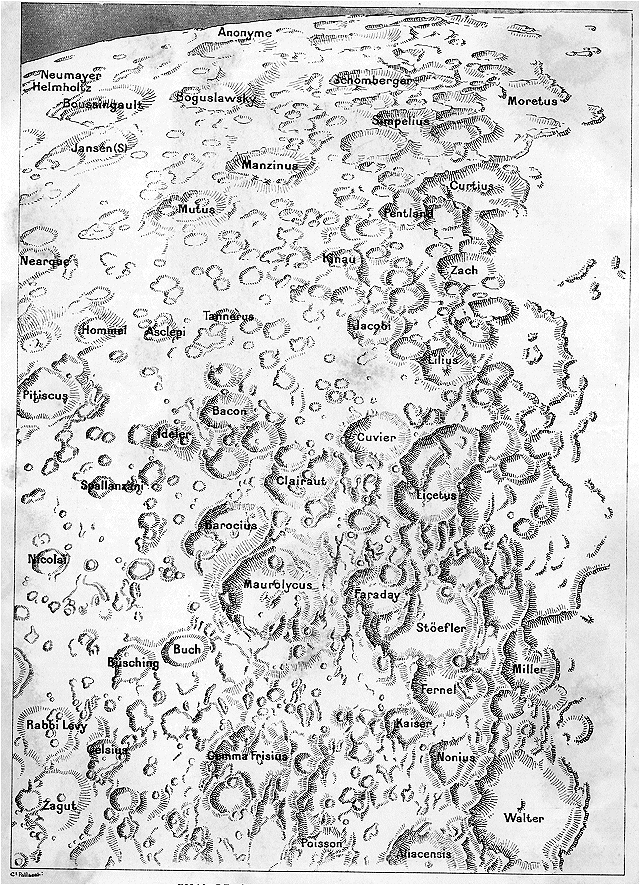 Anonyme
Neumayer
Helmholtz
Boussingault
Boguslawsky
Schomberger
Moretus
Simpelius
Jansen(S)
Manzinus
Curtius
Mutus
Pentland
Nearque
Kinau
Zach
Tannerus
Hommel
Asclepi
Jacobi
Lilius
Pitiscus
Bacon
Ideler
Cuvier
Spallanzani
Clairaut
Licetus
Barocius
Nicolai
Maurolycus
Faraday
Stöefler
Buch
Büsching
Miller
Fernel
Rabbi Levy
Kaiser
Celsius
Gemma Frisius
Nonius
Zagut
Walter
Poisson
Aliacensis